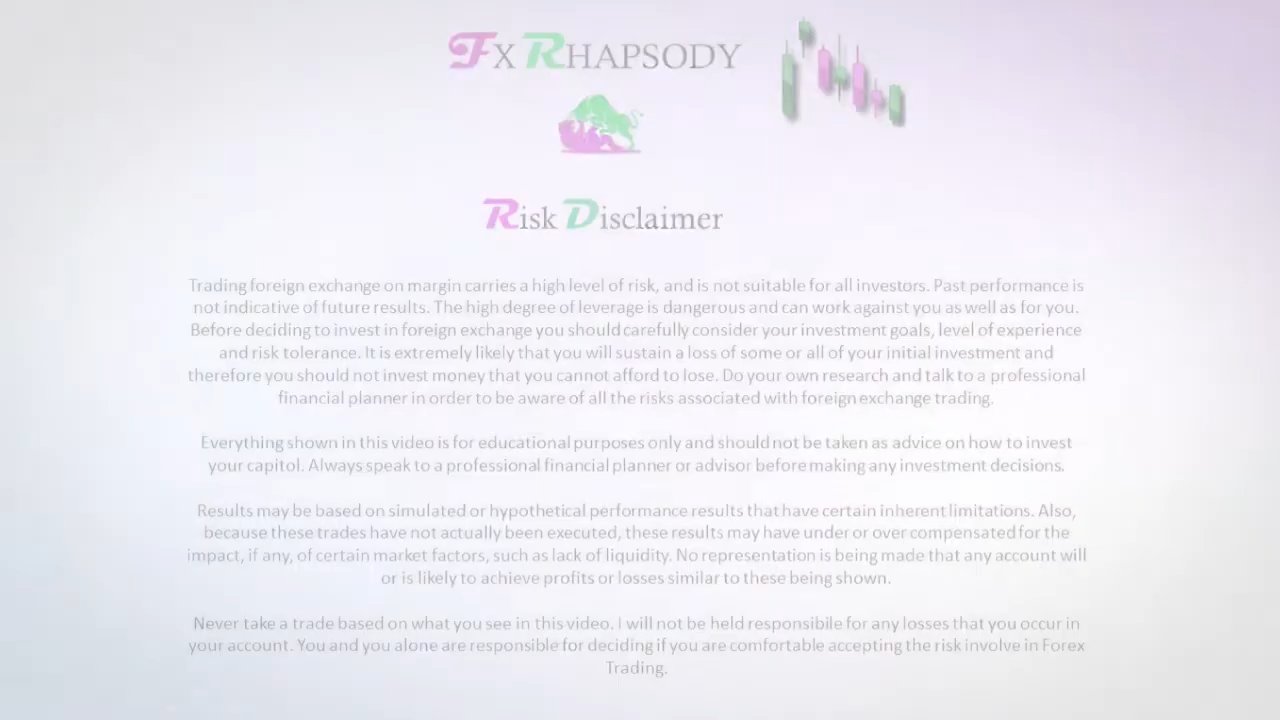 Fx Rhapsody
Risk Disclaimer
Trading foreign exchange on margin carries a high level of risk, and is not suitable for all investors. Past performance is
not indicative of future results. The high degree of leverage is dangerous and can work against you as well as for you.
Before deciding to invest in foreign exchange you should carefully consider your investment goals, level of experience
and risk tolerance. It is extremely likely that you will sustain a loss of some or all of your initial investment and
therefore you should not invest money that you cannot afford to lose. Do your own research and talk to a professional
financial planner in order to be aware of all the risks associated with foreign exchange trading.
Everything shown in this video is for educational purposes only and should not be taken as advice on how to invest
your capitol. Always speak to a professional financial planner or advisor before making any investment decisions.
Results may be based on simulated or hypothetical performance results that have certain inherent limitations. Also,
because these trades have not actually been executed, these results may have under or over compensated for the
impact, if any, of certain market factors, such as lack of liquidity. No representation is being made that any account will
or is likely to achieve profits or losses similar to these being shown.
Never take a trade based on what you see in this video. I will not be held responsibile for any losses that you occur in
your account. You and you alone are responsible for deciding if you are comfortable accepting the risk involve in Forex
Trading.